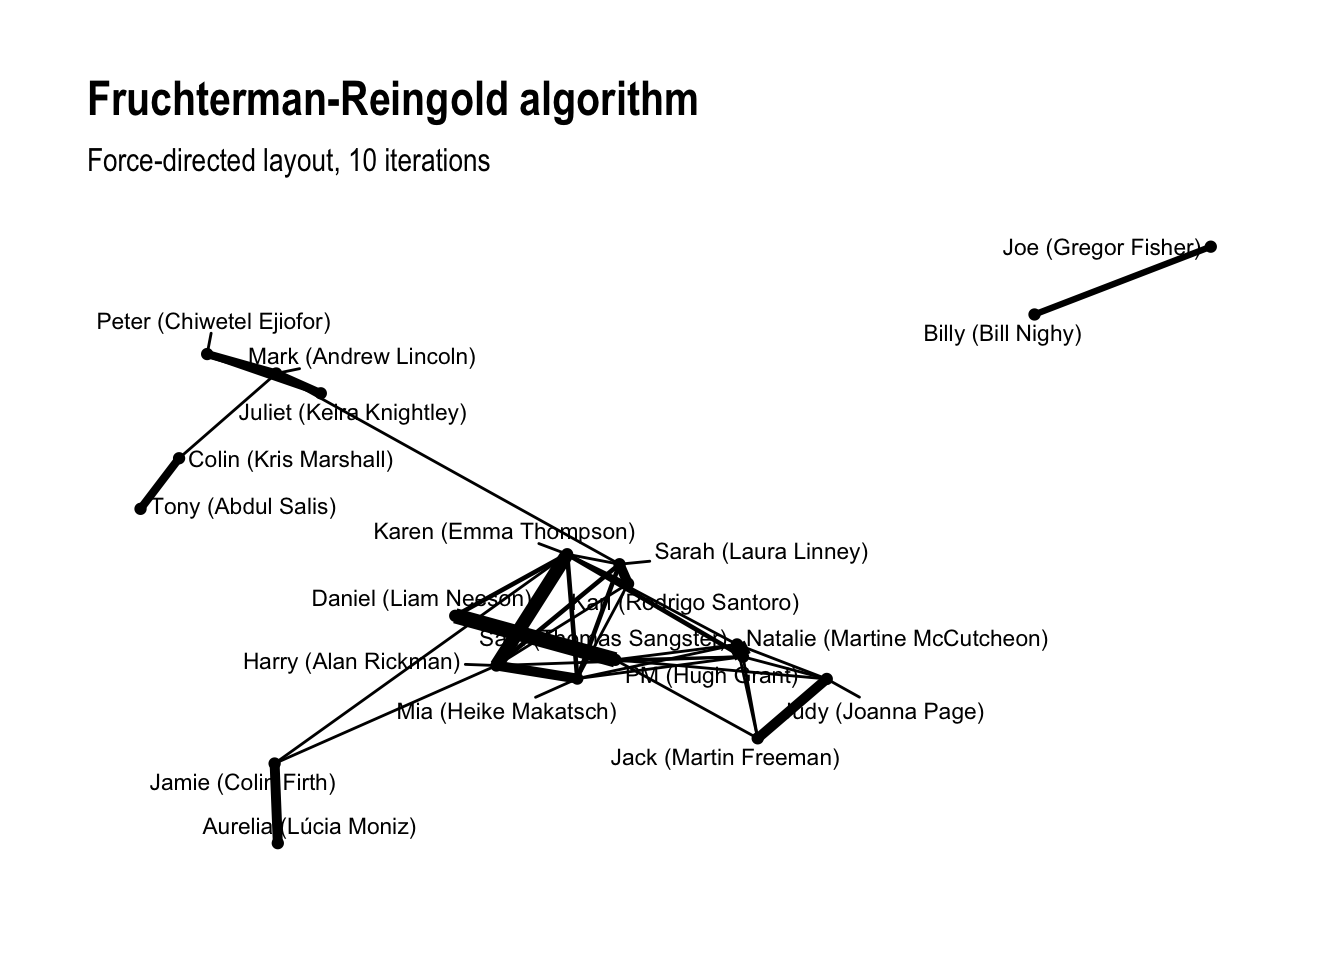 Fruchterman-Reingold algorithm
Force-directed layout, 10 iterations
Joe (Gregor Fisher)
Peter (Chiwetel Ejiofor)
Billy (Bill Nighy)
Mark (Andrew Lincoln)
Juliet (Keira Knightley)
Colin (Kris Marshall)
Tony (Abdul Salis)
Karen (Emma Thompson)
Sarah (Laura Linney)
Daniel (Liam Neeson)
Karl (Rodrigo Santoro)
Sam (Thomas Sangster)
Natalie (Martine McCutcheon)
Harry (Alan Rickman)
PM (Hugh Grant)
Mia (Heike Makatsch)
Judy (Joanna Page)
Jack (Martin Freeman)
Jamie (Colin Firth)
Aurelia (Lúcia Moniz)